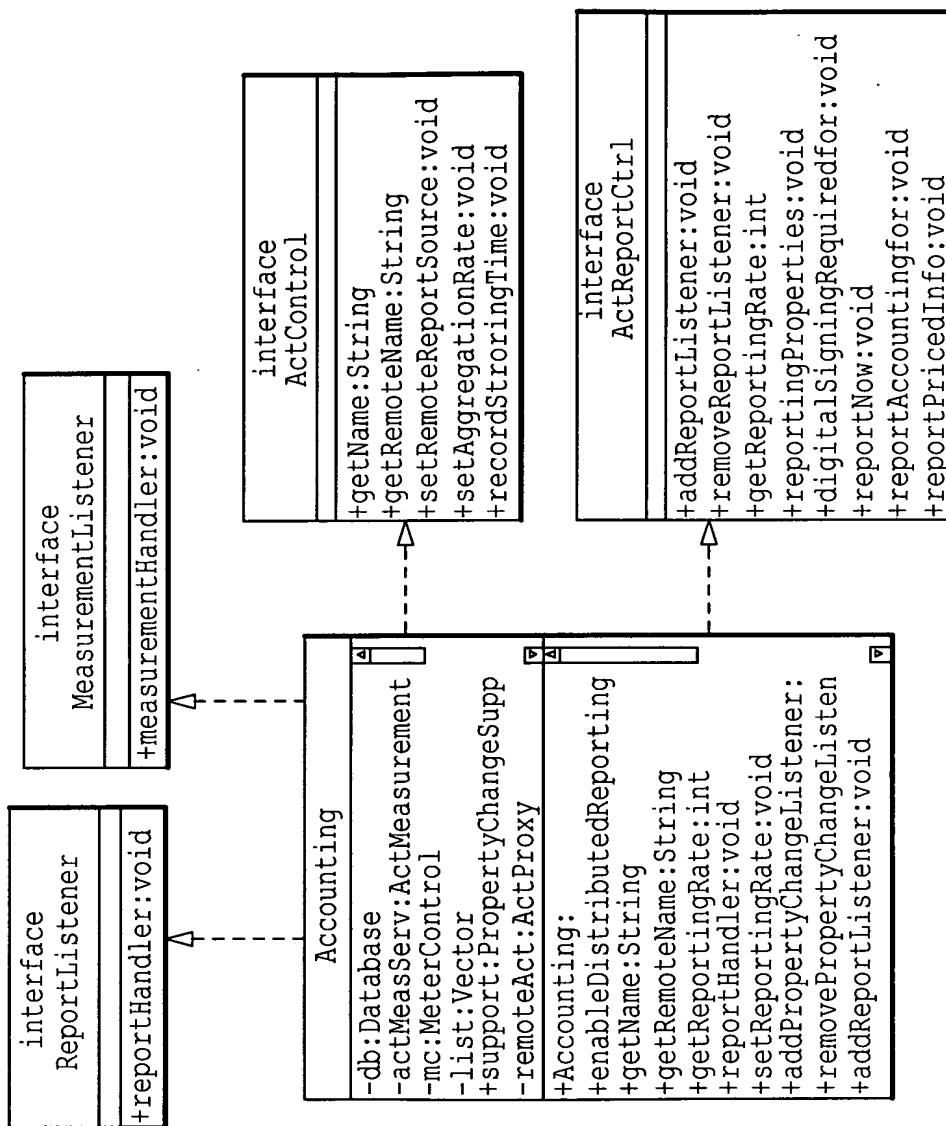 interface
ReportListener
+reportHandler:void
interface
MeasurementListener
+measurementHandler:void
Accounting
-db:Database
-actMeasServ:ActMeasurement
-mc:MeterControl
-list:Vector
+support:PropertyChangeSupp
-remoteAct:ActProxy
+Accounting:
+enableDistributedReporting
+getName:String
+getRemoteName:String
+getReportingRate:int
+reportHandler:void
+setReportingRate:void
+addPropertyChangeListener:
+removePropertyChangeListen
+addReportListener:void
interface
ActControl
+getName:String
+getRemoteName:String
+setRemoteReportSource:void
+setAggregationRate:void
+recordStroringTime:void
interface
ActReportCtrl
+addReportListener:void
+removeReportListener:void
+getReportingRate:int
+reportingProperties:void
+digitalSigningRequiredfor:void
+reportNow:void
+reportAccountingfor:void
+reportPricedInfo:void